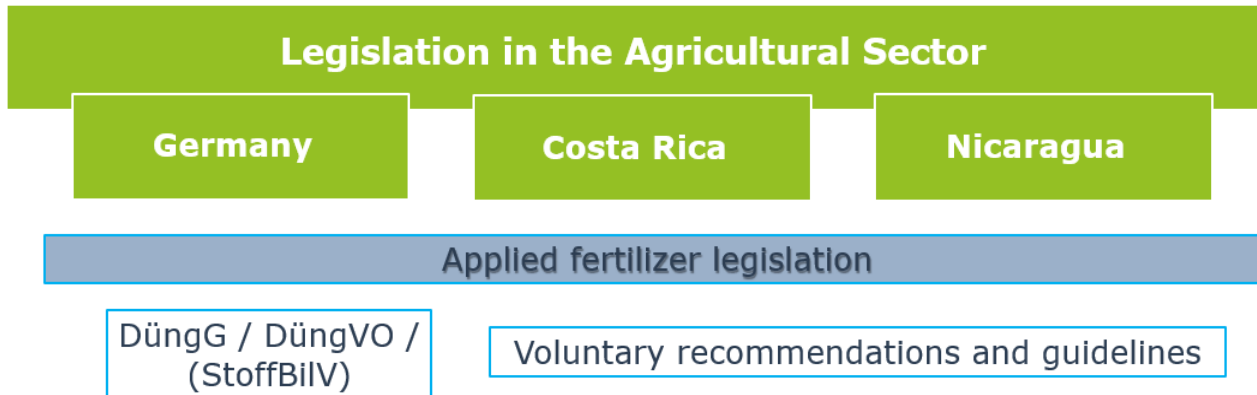 Legislation in the Agricultural Sector
Germany
Costa Rica
Nicaragua
Applied fertilizer legislation
DüngG / DüngVO /
(StoffBilV)
Voluntary recommendations and guidelines